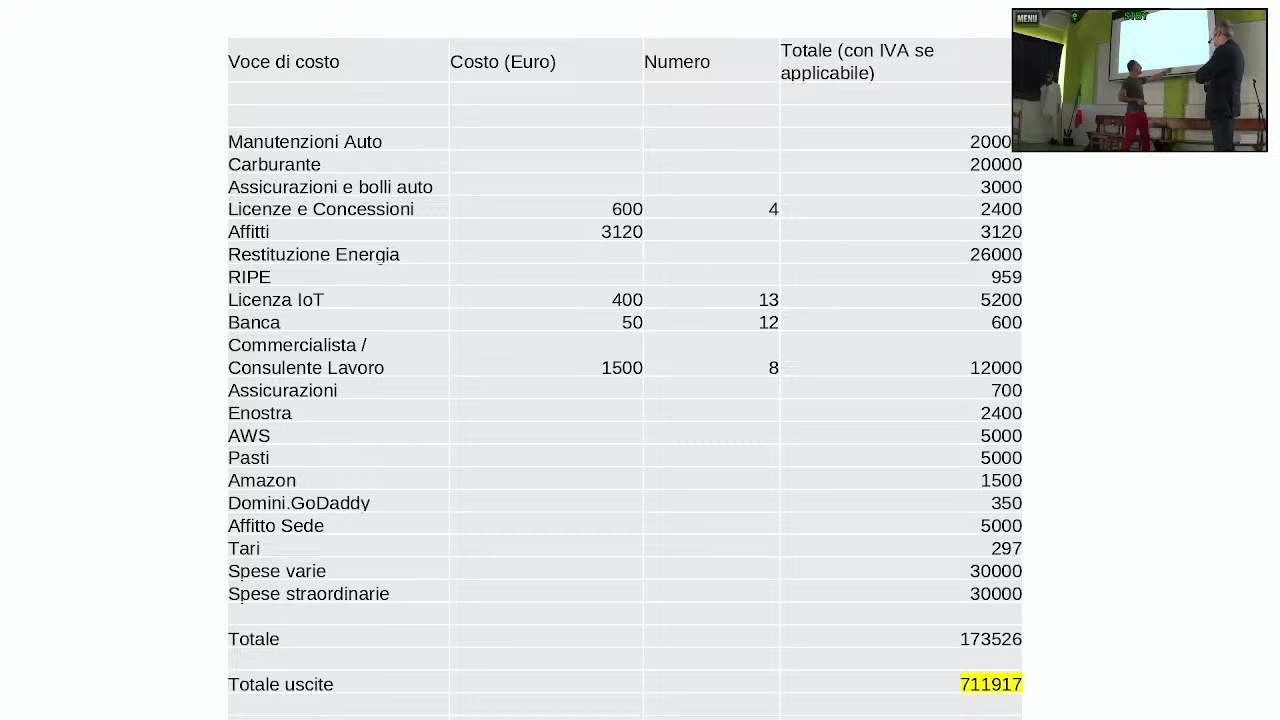 Voce di costo Costo (Euro) Numero Totale (con IVA se
applicabile)
Manutenzioni Auto 20000
Carburante 20000
Assicurazioni e bolli auto 3000
Licenze e Concessioni 600 4 2400
Affitti 3120 3120
Restituzione Energia 26000
RIPE 959
Licenza IoT 400 13 5200
Banca 50 12 600
Commercialista /
Consulente Lavoro 1500 8 12000
Assicurazioni 700
Enostra 2400
AWS 5000
Pasti 5000
Amazon 1500
Domini.GoDaddy 350
Affitto Sede 5000
Tari 297
Spese varie 30000
Spese straordinarie 30000
Totale 173526
Totale uscite 711917
MENU
STBY